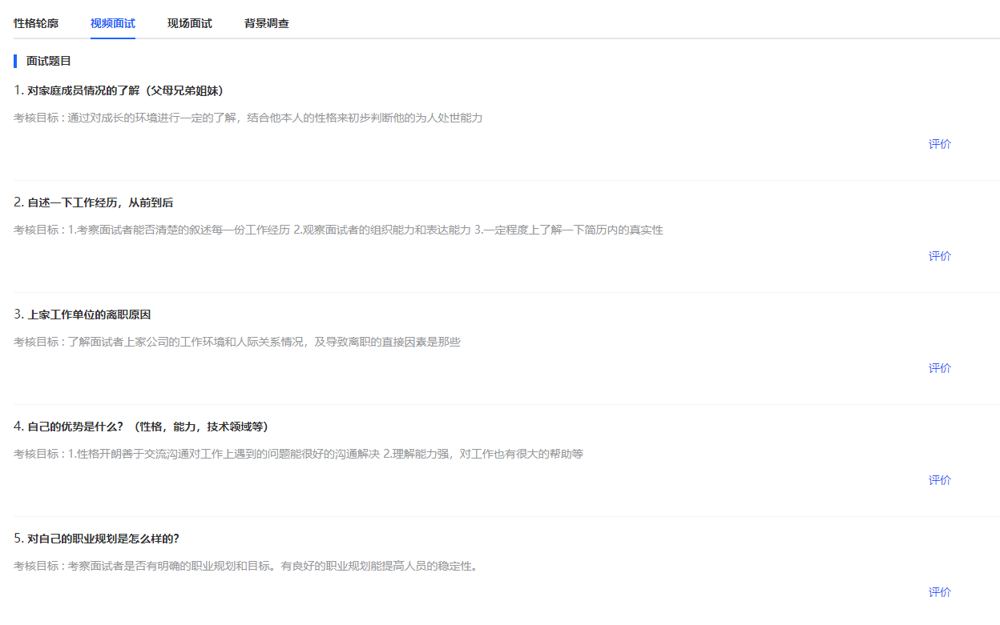 性格轮廓 视频面试 现场面试 背景调查
面试题目
1. 对家庭成员情况的了解（父母兄弟姐妹）
考核目标 : 通过对成长的环境进行一定的了解，结合他本人的性格来初步判断他的为人处世能力
评价
2. 自述一下工作经历，从前到后
考核目标 : 1.考察面试者能否清楚的叙述每一份工作经历 2.观察面试者的组织能力和表达能力 3.一定程度上了解一下简历内的真实性
评价
3. 上家工作单位的离职原因
考核目标 : 了解面试者上家公司的工作环境和人际关系情况，及导致离职的直接因素是那些
评价
4. 自己的优势是什么？（性格，能力，技术领域等）
考核目标 : 1.性格开朗善于交流沟通对工作上遇到的问题能很好的沟通解决 2.理解能力强，对工作也有很大的帮助等
评价
5. 对自己的职业规划是怎么样的？
考核目标 : 考察面试者是否有明确的职业规划和目标。有良好的职业规划能提高人员的稳定性。
评价